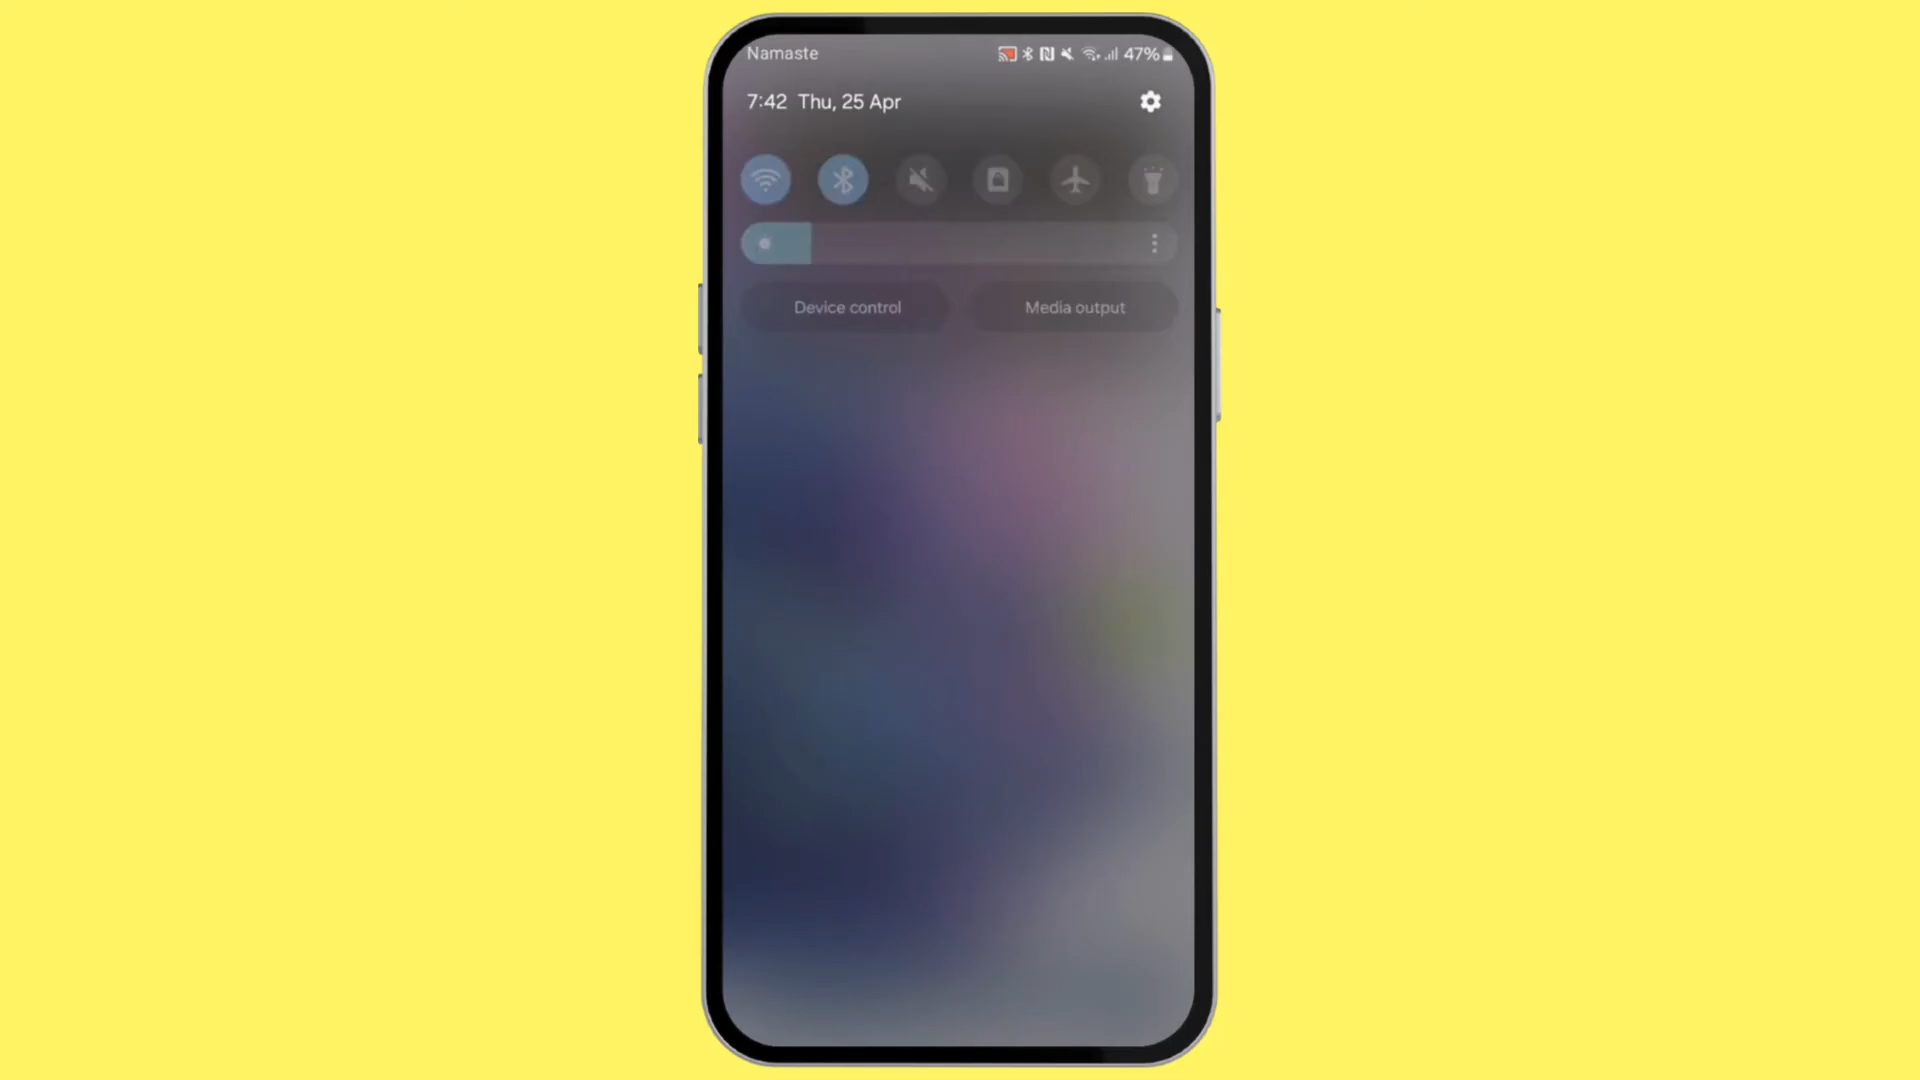 Namaste
47%
7:42 Thu, 25 Apr
Device control
Media output